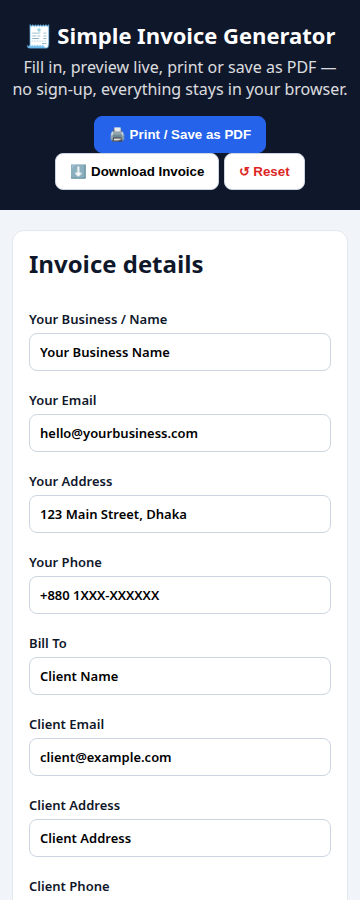 🧾 Simple Invoice Generator
Fill in, preview live, print or save as PDF —
no sign-up, everything stays in your browser.
🖨️ Print / Save as PDF
⬇️ Download Invoice
↺ Reset
Invoice details
Your Business / Name
Your Business Name
Your Email
hello@yourbusiness.com
Your Address
123 Main Street, Dhaka
Your Phone
+880 1XXX-XXXXXX
Bill To
Client Name
Client Email
client@example.com
Client Address
Client Address
Client Phone